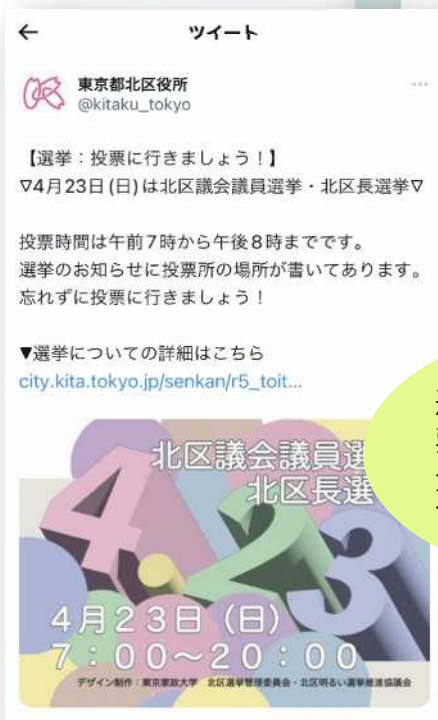 ツイート
東京都北区役所
@kitaku_tokyo
【選挙：投票に行きましょう！】
▽4月23日(日)は北区議会議員選挙・北区長選挙▽
投票時間は午前7時から午後8時までです。
選挙のお知らせに投票所の場所が書いてあります。
忘れずに投票に行きましょう！
▼選挙についての詳細はこちら
city.kita.tokyo.jp/senkan/r5_toit...
北区議会議員選
北区長選
4.23
4月23日（日）
7：00～20：00
デザイン制作：東京家政大学 北区選挙管理委員会・北区明るい選挙推進協議会